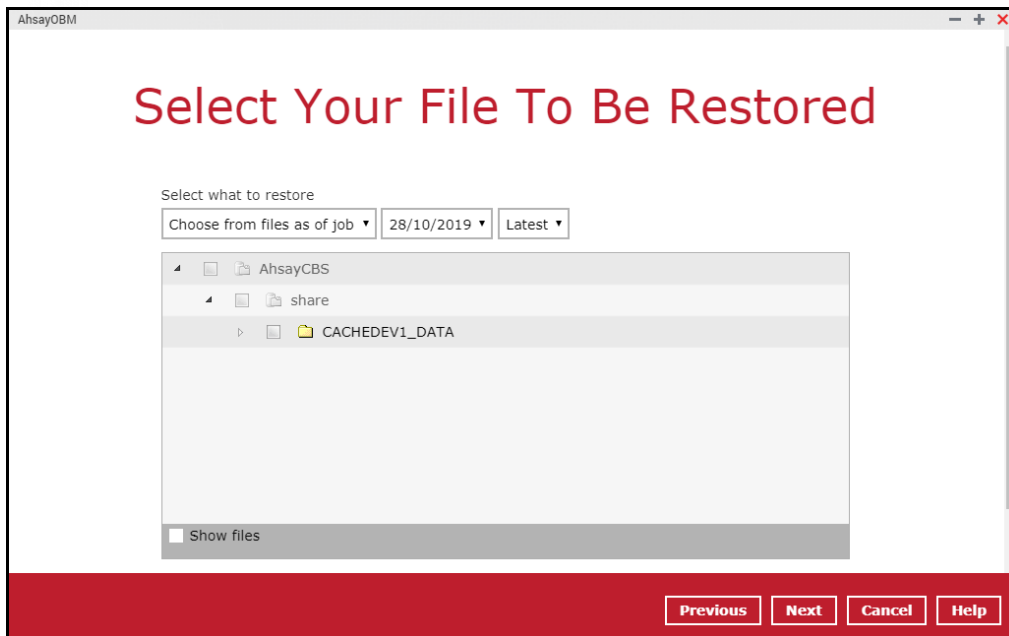 AhsayOBM
Select Your File To Be Restored
Select what to restore
Choose from files as of job 28/10/2019 Latest
AhsayCBS
share
CACHEDEV1_DATA
Show files
Previous Next Cancel Help